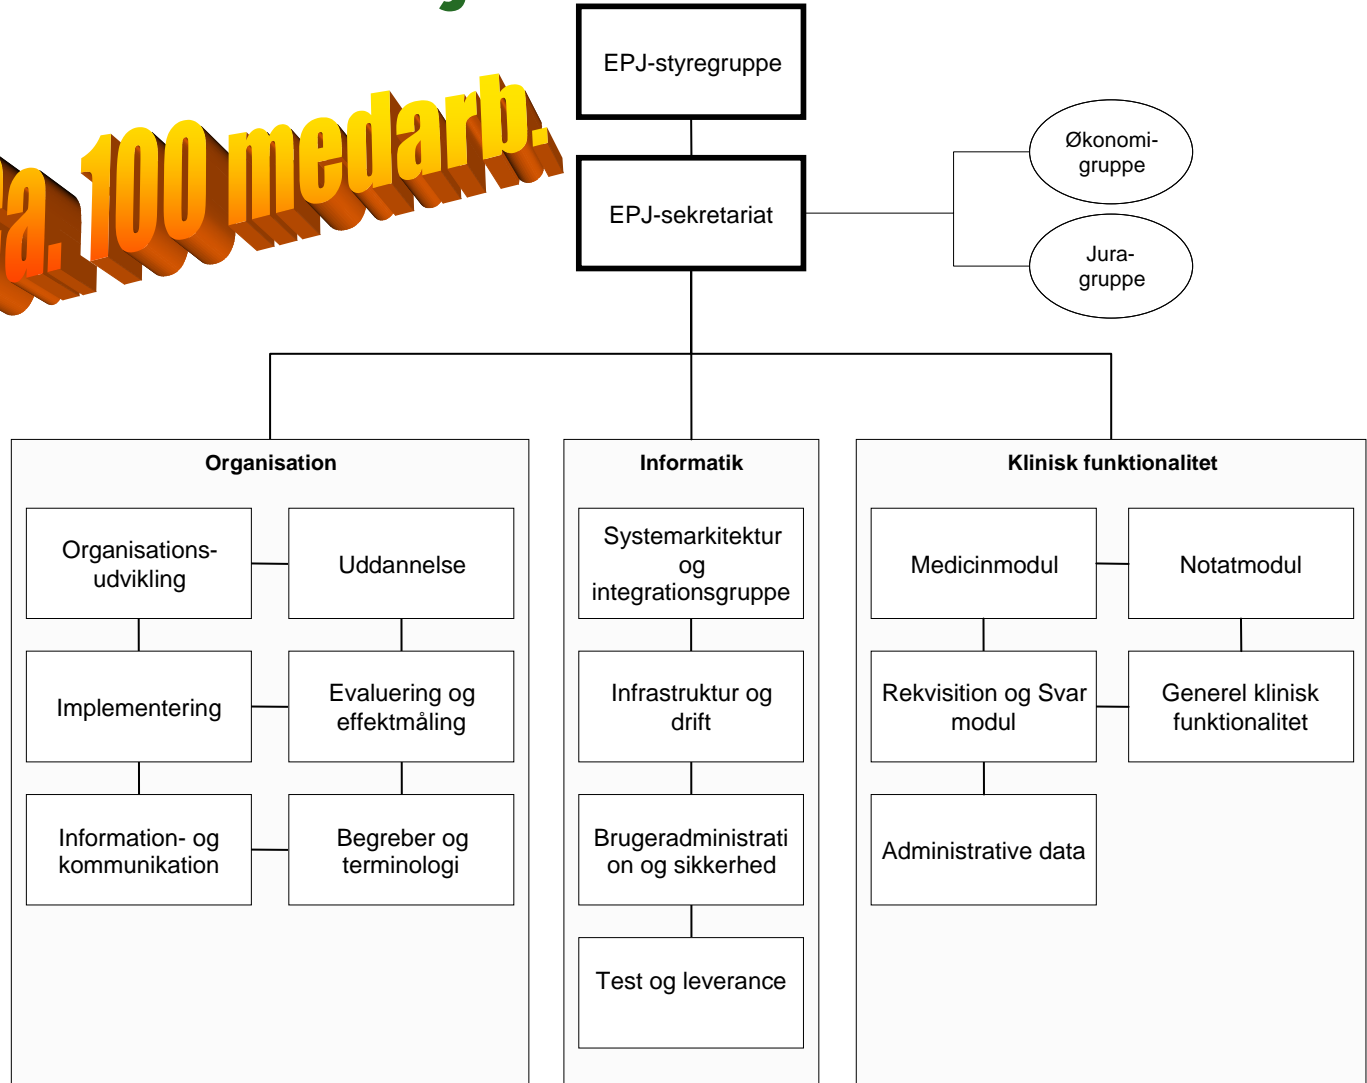 EPJ-styregruppe
Ca. 100 medarb.
EPJ-sekretariat
Økonomi-
gruppe
Jura-
gruppe
Organisation
Organisations-
udvikling
Uddannelse
Implementering
Evaluering og
effektmåling
Information- og
kommunikation
Begreber og
terminologi
Informatik
Systemarkitektur
og
integrationsgruppe
Infrastruktur og
drift
Brugeradministrati
on og sikkerhed
Test og leverance
Klinisk funktionalitet
Medicinmodul
Notatmodul
Rekvisition og Svar
modul
Generel klinisk
funktionalitet
Administrative data